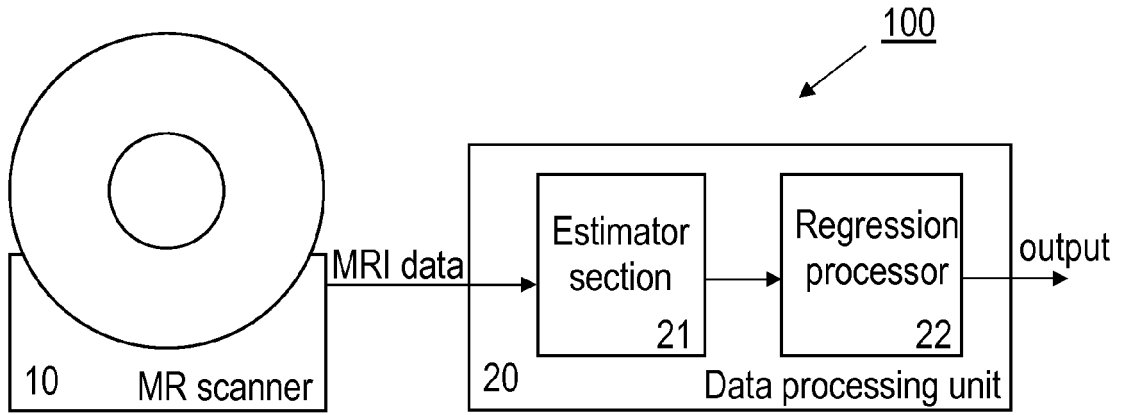 100
MRI data
Estimator
section
21
Regression
processor
22
output
10
MR scanner
20
Data processing unit